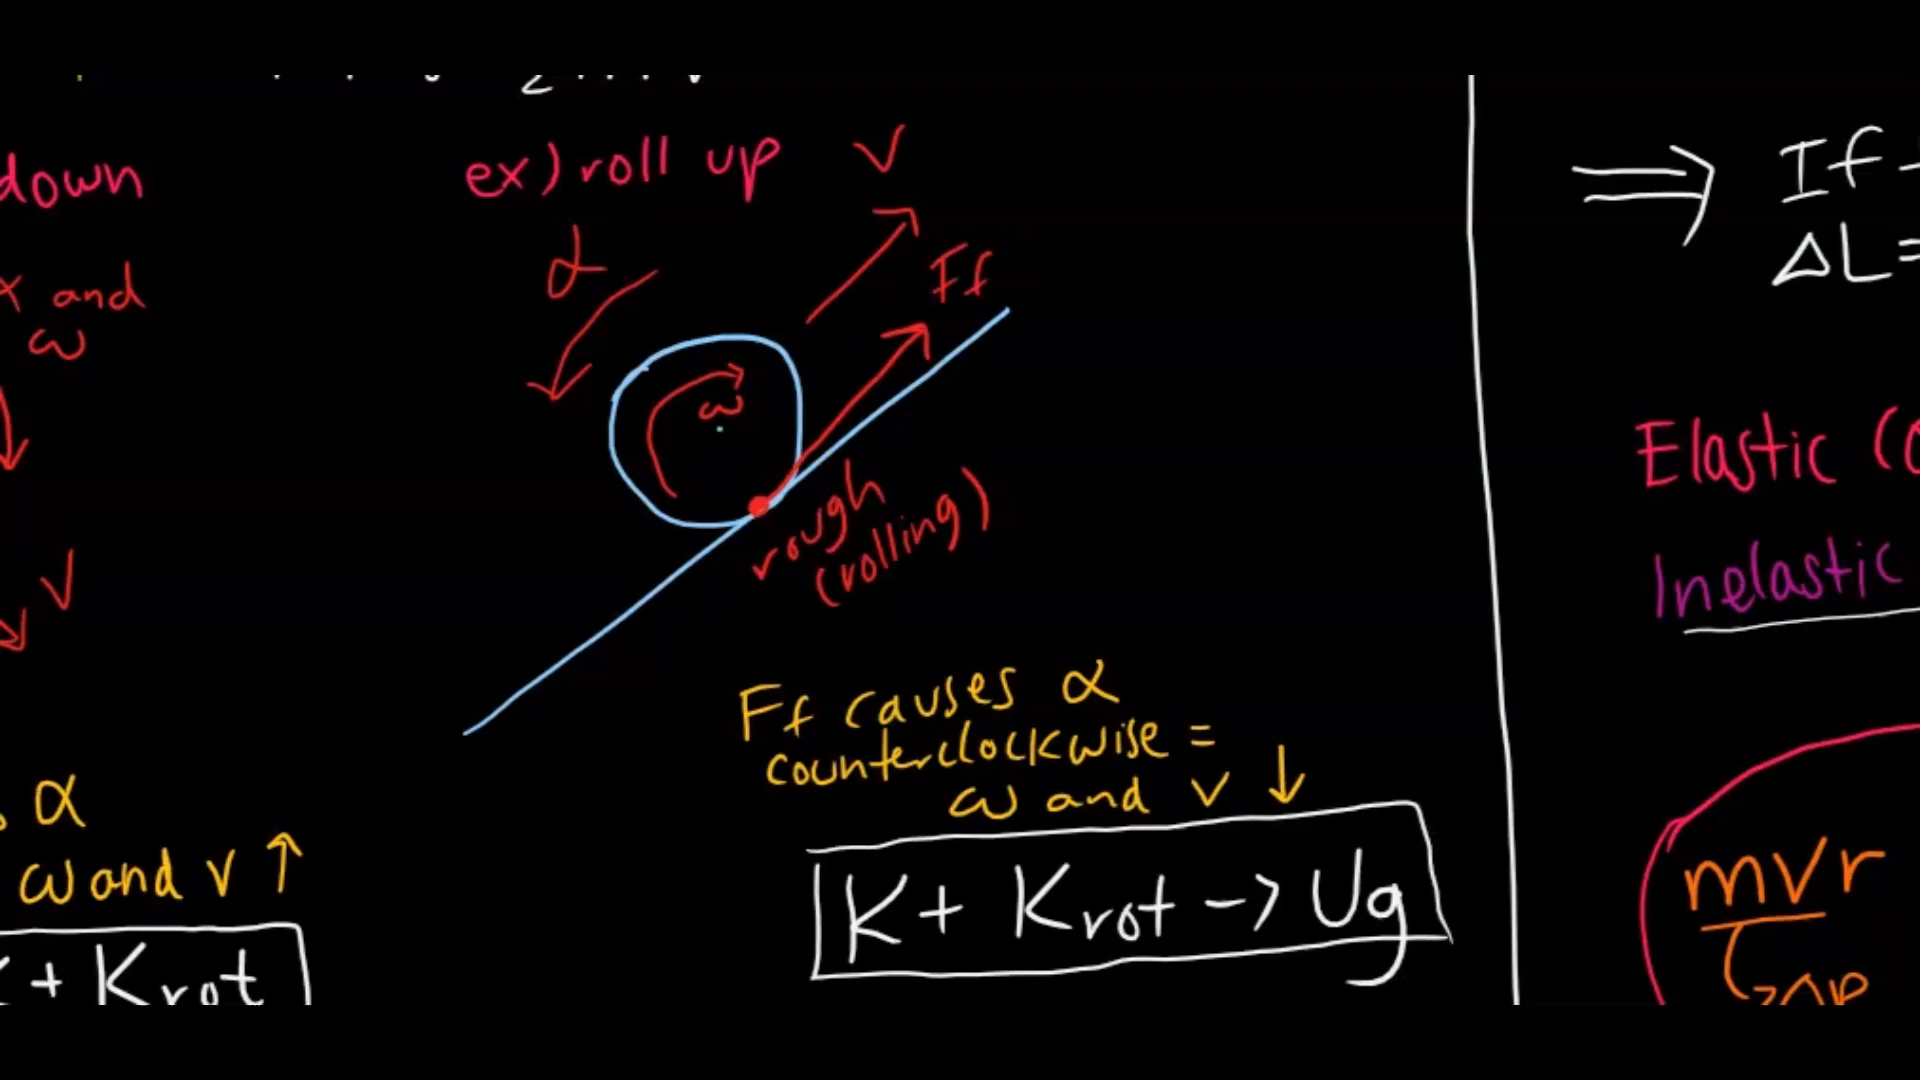 down
ex) roll up
V
and
ω
α
Ff
ω
rough
(rolling)
V
Ff causes α
counterclockwise =
ω and v ↓
K + Krot -> Ug
α
ω and v ↑
+ Krot
=> If
ΔL=
Elastic
Inelastic
mvr